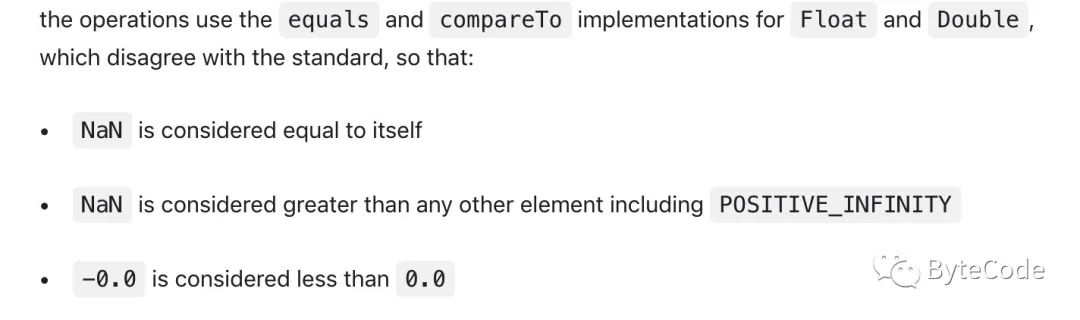 the operations use the equals and compareTo implementations for Float and Double,
which disagree with the standard, so that:
• NaN is considered equal to itself
• NaN is considered greater than any other element including POSITIVE_INFINITY
• -0.0 is considered less than 0.0
ByteCode